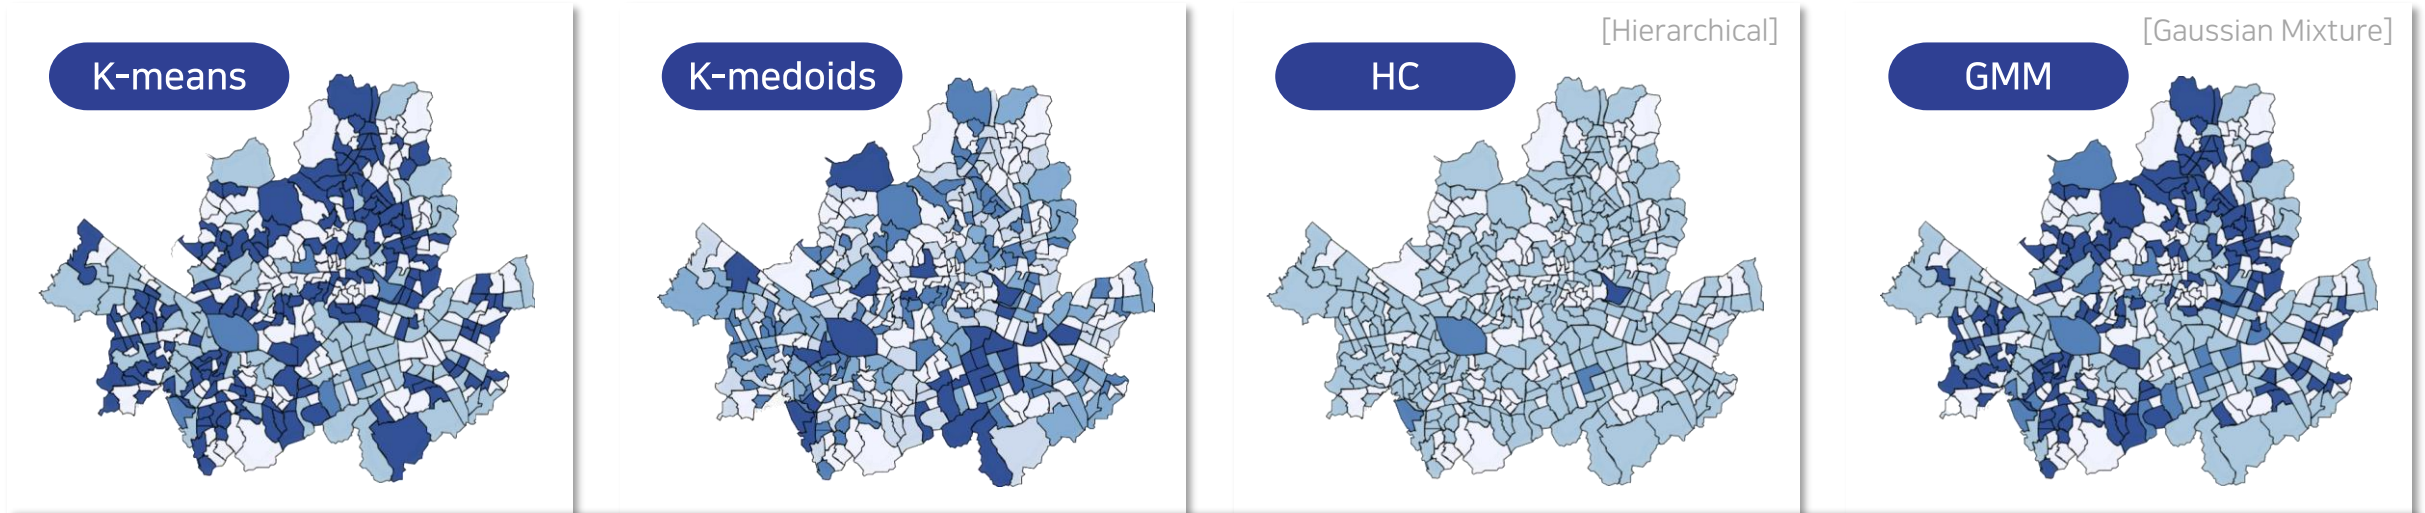 K-means
K-medoids
[Hierarchical]
HC
[Gaussian Mixture]
GMM